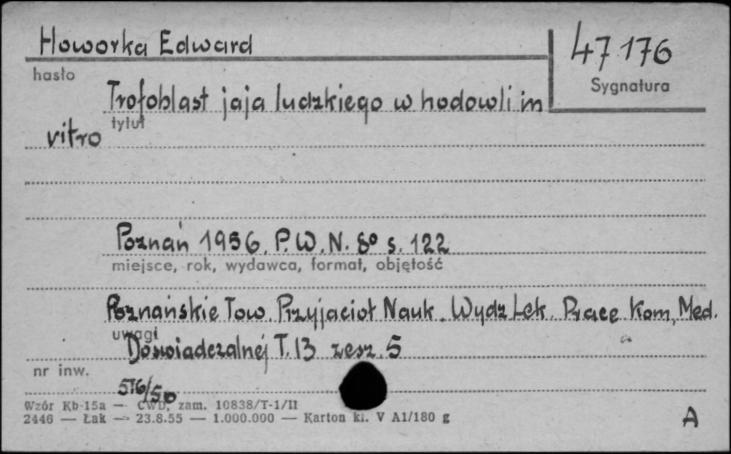 Howorka Edward
47176
hasło
Sygnatura
Trofoblast jaja ludzkiego w hodowli in
tytuł
vitro
Poznań 1956. P.W.N. 8° s. 122
miejsce, rok, wydawca, format, objętość
Poznańskie Tow. Przyjaciół Nauk. Wydz Lek. Prace Kom. Med.
uwagi
Doświadczalnej T. 13 zesz. 5
nr inw.
Wzór Kb-15a — CWD, zam. 10838/T-1/II
2446 — Łak — 23.8.55 — 1.000.000 — Karton kl. V A1/180 g
A